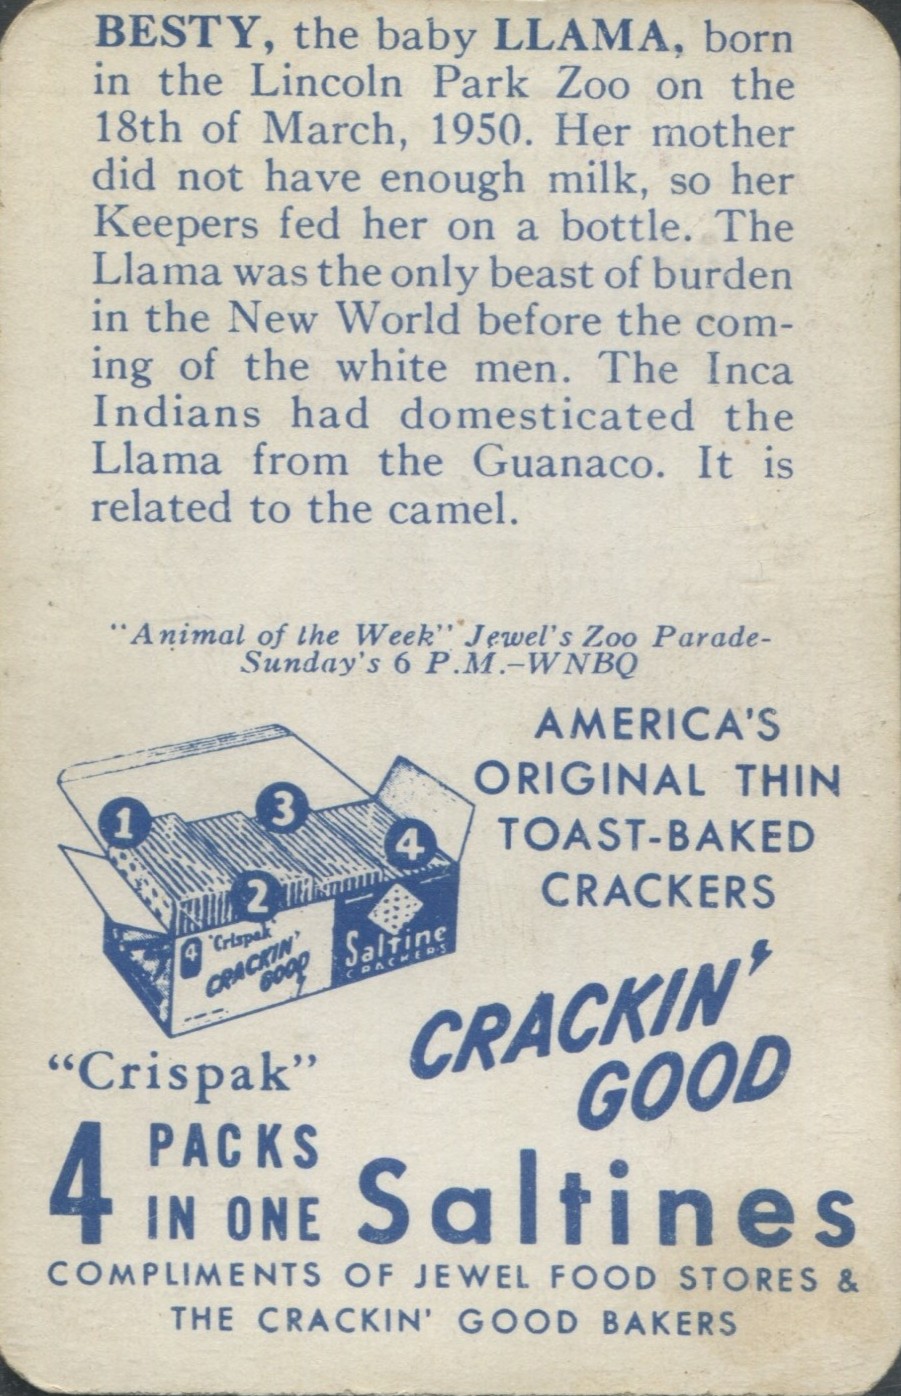 BESTY, the baby LLAMA, born
in the Lincoln Park Zoo on the
18th of March, 1950. Her mother
did not have enough milk, so her
Keepers fed her on a bottle. The
Llama was the only beast of burden
in the New World before the com-
ing of the white men. The Inca
Indians had domesticated the
Llama from the Guanaco. It is
related to the camel.
"Animal of the Week" Jewel's Zoo Parade-
Sunday's 6 P.M.-WNBQ
AMERICA'S
ORIGINAL THIN
TOAST-BAKED
CRACKERS
1
3
4
2
4 "Crispak"
CRACKIN'
GOOD
Saltine
CRACKERS
CRACKIN'
GOOD
"Crispak"
4 PACKS
IN ONE
Saltines
COMPLIMENTS OF JEWEL FOOD STORES &
THE CRACKIN' GOOD BAKERS